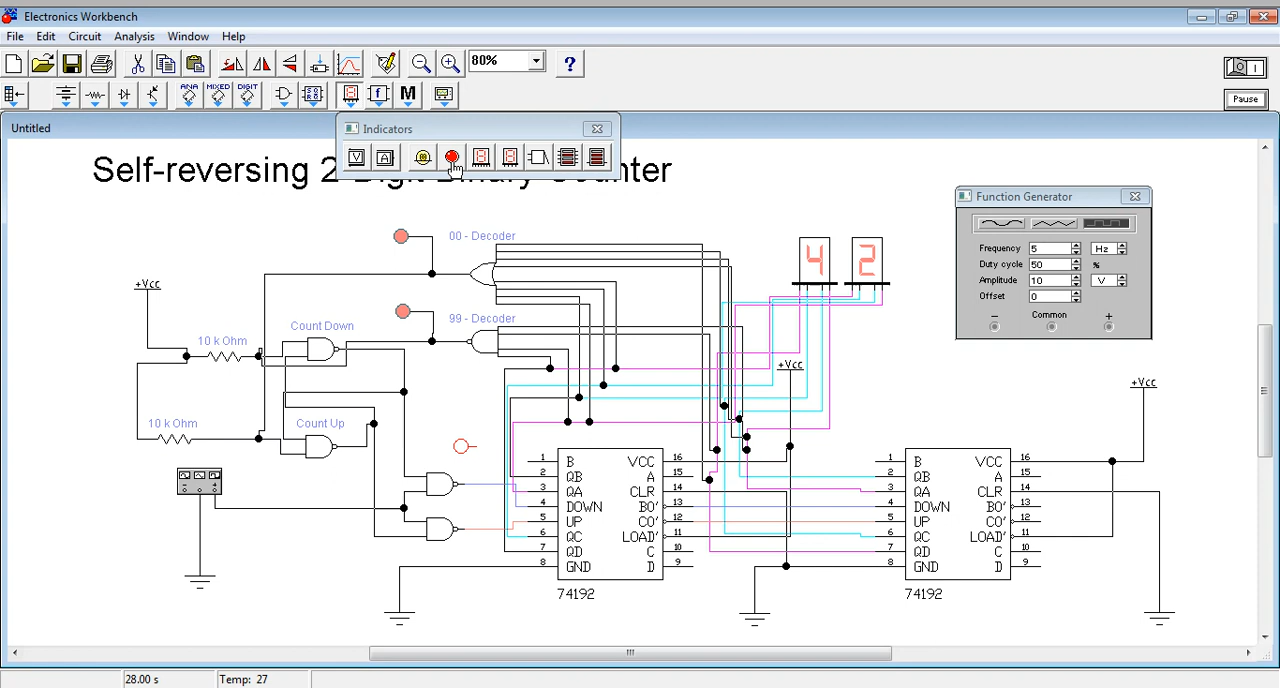 Electronics Workbench
File Edit Circuit Analysis Window Help
80% ?
ANA MIXED DIGIT f M
Pause
Untitled
Indicators
V A
Self-reversing 2 Digit Binary Counter
Function Generator
Frequency 5 Hz
Duty cycle 50 %
Amplitude 10 V
Offset 0
- Common +
00 - Decoder
4 2
+Vcc
99 - Decoder
Count Down
10 k Ohm
+Vcc
+Vcc
10 k Ohm
Count Up
1 B VCC 16
2 QB A 15
3 QA CLR 14
4 DOWN BO' 13
5 UP CO' 12
6 QC LOAD' 11
7 QD C 10
8 GND D 9
74192
1 B VCC 16
2 QB A 15
3 QA CLR 14
4 DOWN BO' 13
5 UP CO' 12
6 QC LOAD' 11
7 QD C 10
8 GND D 9
74192
28.00 s Temp: 27